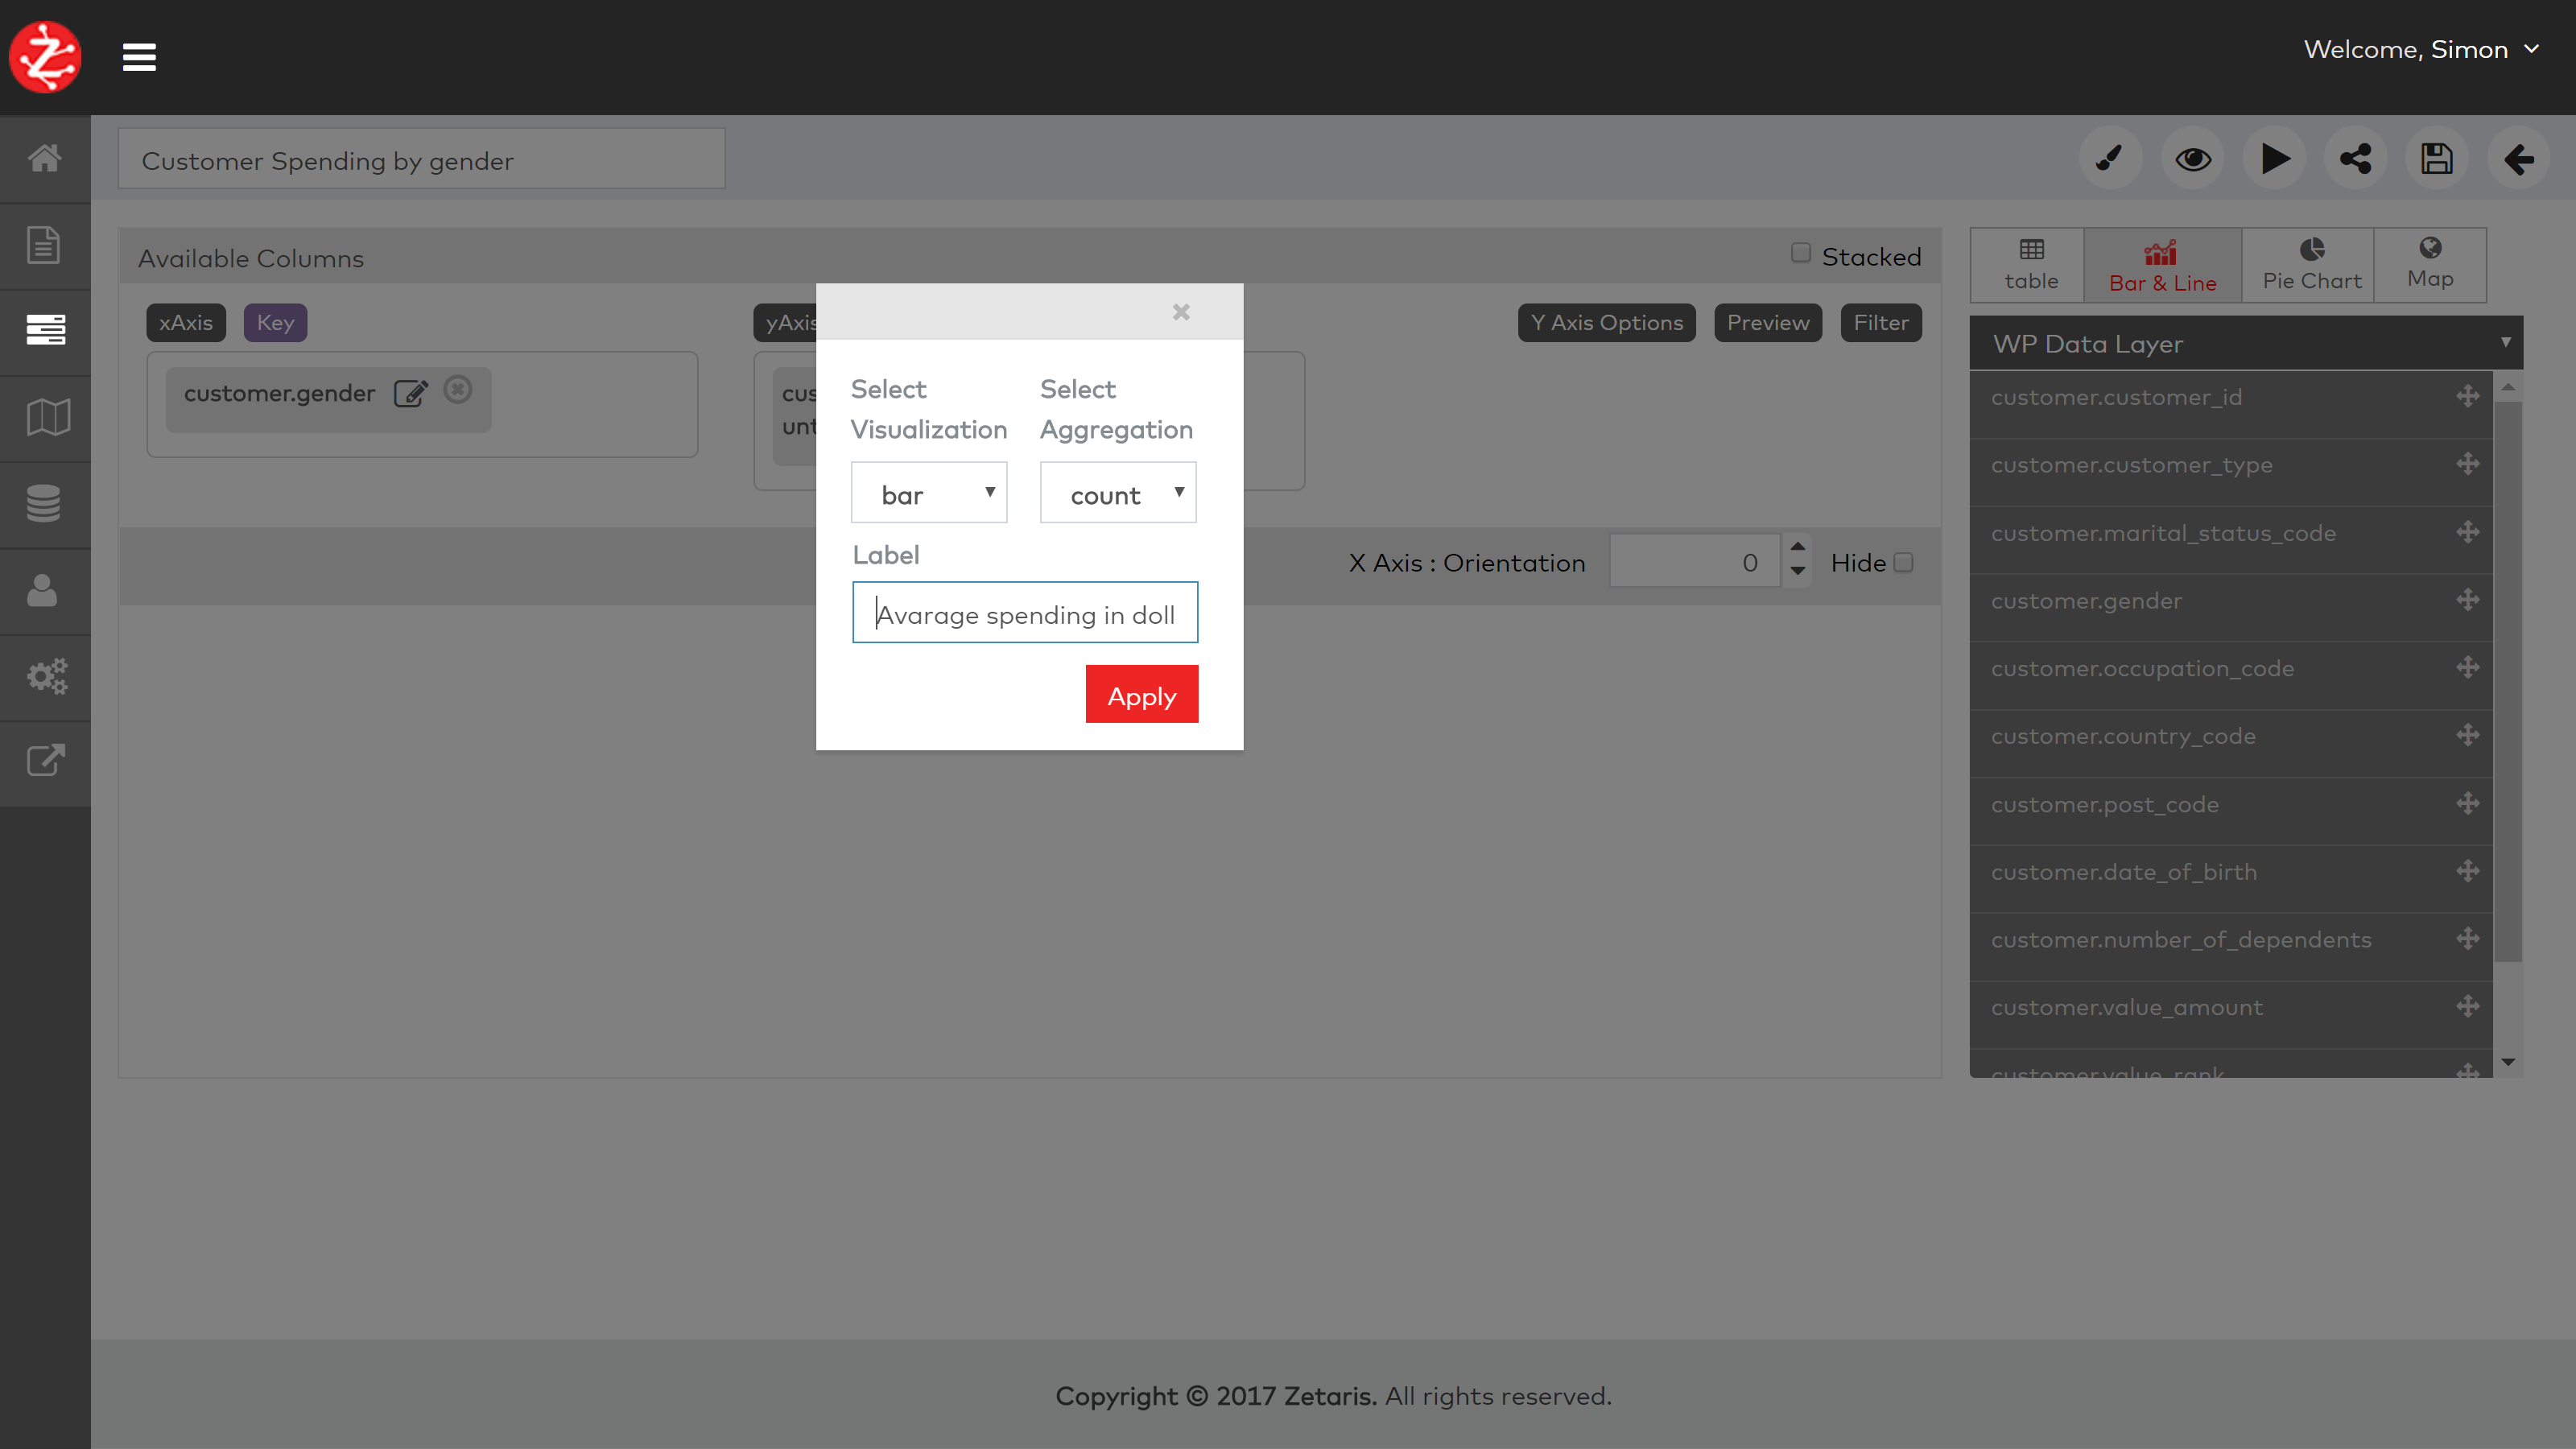 Welcome, Simon
Customer Spending by gender
Available Columns
Stacked
table
Bar & Line
Pie Chart
Map
xAxis
Key
yAxis
Y Axis Options
Preview
Filter
customer.gender
cus
unt
Select Visualization
Select Aggregation
bar
count
Label
Avarage spending in doll
Apply
X Axis : Orientation
0
Hide
WP Data Layer
customer.customer_id
customer.customer_type
customer.marital_status_code
customer.gender
customer.occupation_code
customer.country_code
customer.post_code
customer.date_of_birth
customer.number_of_dependents
customer.value_amount
customer.value_rank
Copyright © 2017 Zetaris. All rights reserved.